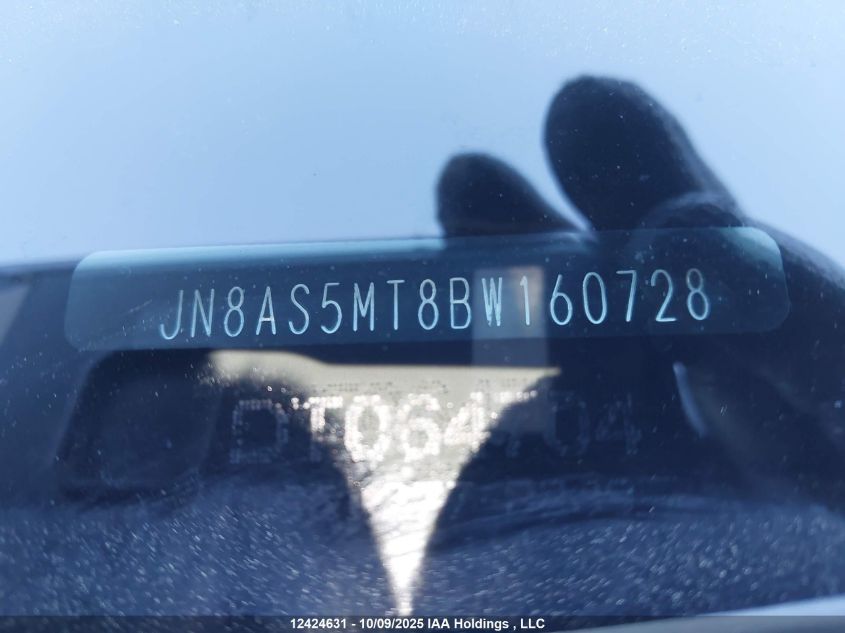 JN8AS5MT8BW160728
12424631 - 10/09/2025 IAA Holdings , LLC